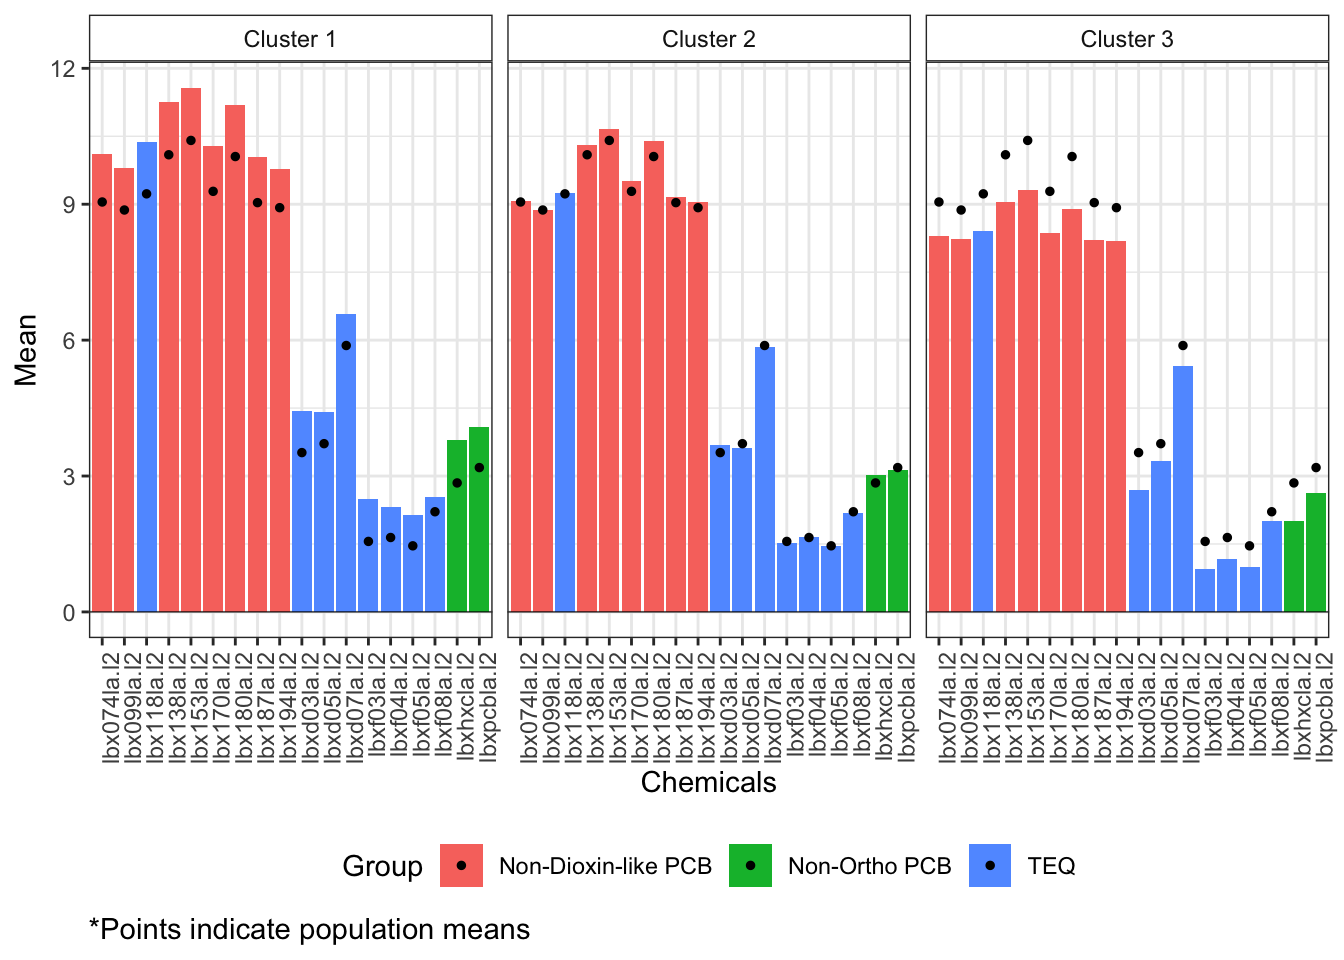 Cluster 1
Cluster 2
Cluster 3
Mean
12
9
6
3
0
lbx074la.l2
lbx099la.l2
lbx118la.l2
lbx138la.l2
lbx153la.l2
lbx170la.l2
lbx180la.l2
lbx187la.l2
lbx194la.l2
lbxd03la.l2
lbxd05la.l2
lbxd07la.l2
lbxf03la.l2
lbxf04la.l2
lbxf05la.l2
lbxf08la.l2
lbxhxcla.l2
lbxpcbla.l2
lbx074la.l2
lbx099la.l2
lbx118la.l2
lbx138la.l2
lbx153la.l2
lbx170la.l2
lbx180la.l2
lbx187la.l2
lbx194la.l2
lbxd03la.l2
lbxd05la.l2
lbxd07la.l2
lbxf03la.l2
lbxf04la.l2
lbxf05la.l2
lbxf08la.l2
lbxhxcla.l2
lbxpcbla.l2
lbx074la.l2
lbx099la.l2
lbx118la.l2
lbx138la.l2
lbx153la.l2
lbx170la.l2
lbx180la.l2
lbx187la.l2
lbx194la.l2
lbxd03la.l2
lbxd05la.l2
lbxd07la.l2
lbxf03la.l2
lbxf04la.l2
lbxf05la.l2
lbxf08la.l2
lbxhxcla.l2
lbxpcbla.l2
Chemicals
Group
Non-Dioxin-like PCB
Non-Ortho PCB
TEQ
*Points indicate population means